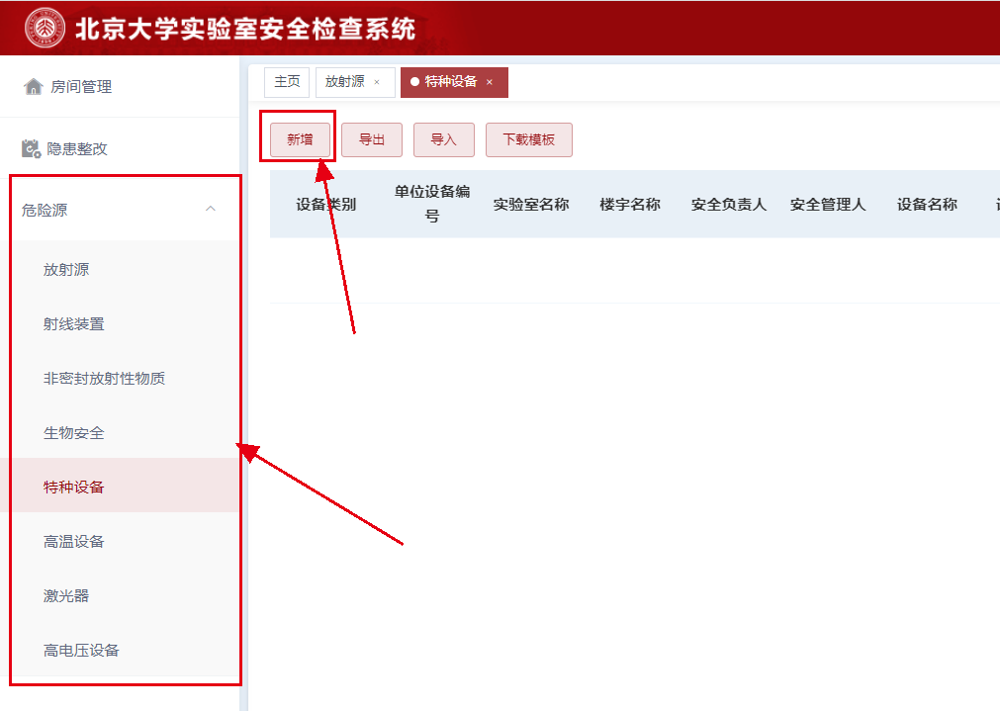 北京大学实验室安全检查系统
房间管理
隐患整改
危险源
放射源
射线装置
非密封放射性物质
生物安全
特种设备
高温设备
激光器
高电压设备
主页 放射源 × 特种设备 ×
新增 导出 导入 下载模板
设备类别 单位设备编号 实验室名称 楼宇名称 安全负责人 安全管理人 设备名称